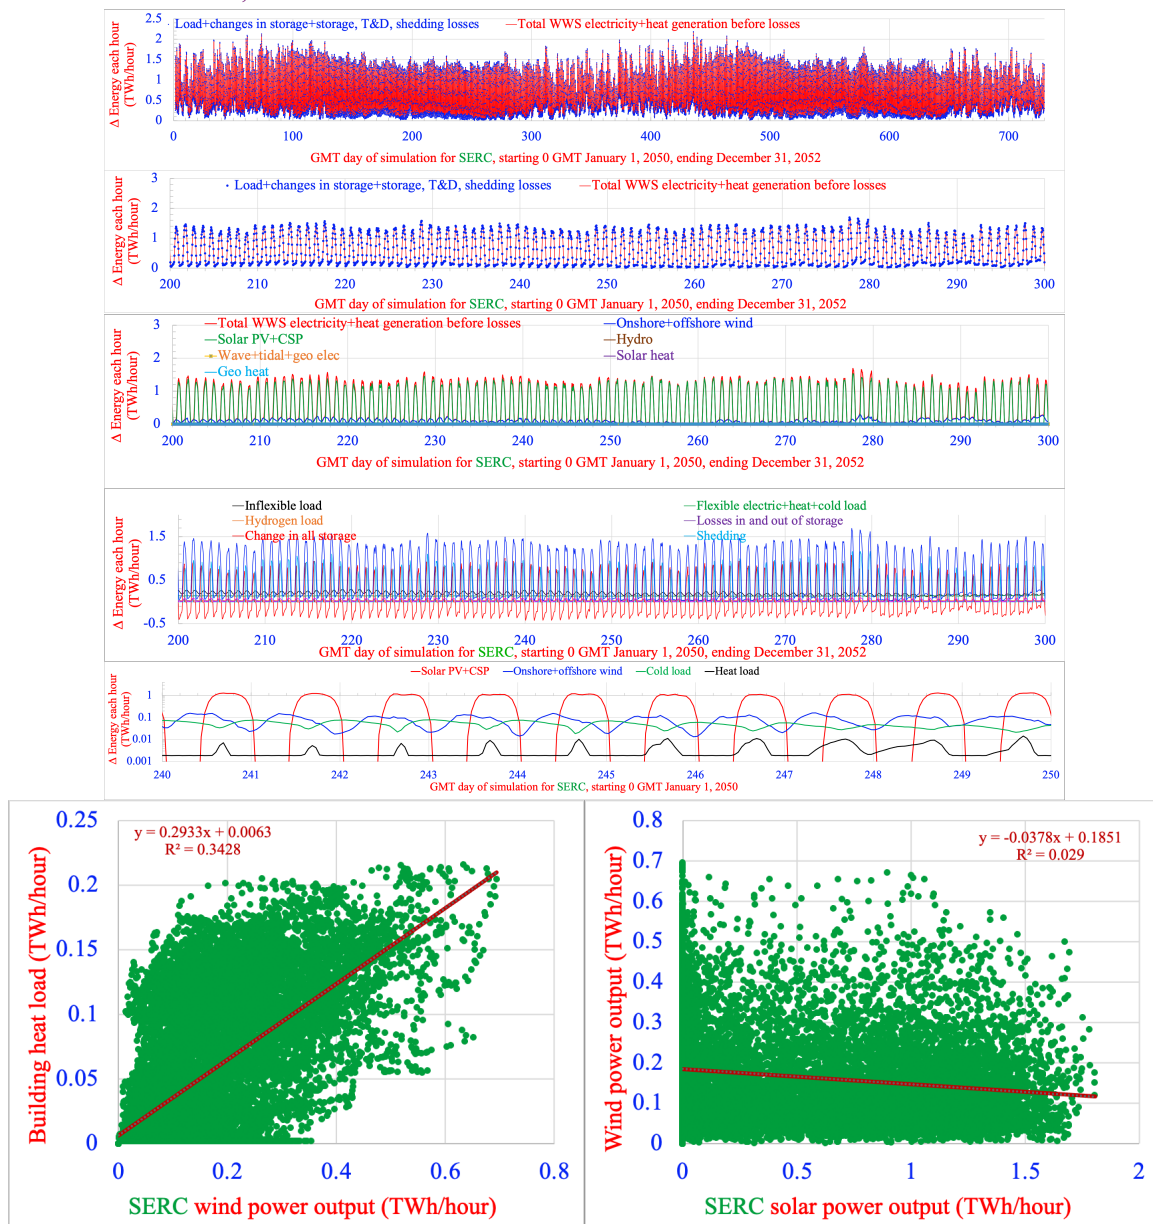 Load+changes in storage+storage, T&D, shedding losses —Total WWS electricity+heat generation before losses
Δ Energy each hour
(TWh/hour)
2.5
2
1.5
1
0.5
0
0 100 200 300 400 500 600 700
GMT day of simulation for SERC, starting 0 GMT January 1, 2050, ending December 31, 2052
Load+changes in storage+storage, T&D, shedding losses —Total WWS electricity+heat generation before losses
Δ Energy each hour
(TWh/hour)
3
2
1
0
200 210 220 230 240 250 260 270 280 290 300
GMT day of simulation for SERC, starting 0 GMT January 1, 2050, ending December 31, 2052
—Total WWS electricity+heat generation before losses —Onshore+offshore wind
—Solar PV+CSP —Hydro
Wave+tidal+geo elec —Solar heat
—Geo heat
Δ Energy each hour
(TWh/hour)
3
2
1
0
200 210 220 230 240 250 260 270 280 290 300
GMT day of simulation for SERC, starting 0 GMT January 1, 2050, ending December 31, 2052
—Inflexible load —Flexible electric+heat+cold load
—Hydrogen load —Losses in and out of storage
—Change in all storage —Shedding
Δ Energy each hour
(TWh/hour)
1.5
0.5
-0.5
200 210 220 230 240 250 260 270 280 290 300
GMT day of simulation for SERC, starting 0 GMT January 1, 2050, ending December 31, 2052
—Solar PV+CSP —Onshore+offshore wind —Cold load —Heat load
Δ Energy each hour
(TWh/hour)
1
0.1
0.01
0.001
240 241 242 243 244 245 246 247 248 249 250
GMT day of simulation for SERC, starting 0 GMT January 1, 2050
y = 0.2933x + 0.0063
R² = 0.3428
Building heat load (TWh/hour)
0.25
0.2
0.15
0.1
0.05
0
0 0.2 0.4 0.6 0.8
SERC wind power output (TWh/hour)
y = -0.0378x + 0.1851
R² = 0.029
Wind power output (TWh/hour)
0.8
0.7
0.6
0.5
0.4
0.3
0.2
0.1
0
0 0.5 1 1.5 2
SERC solar power output (TWh/hour)